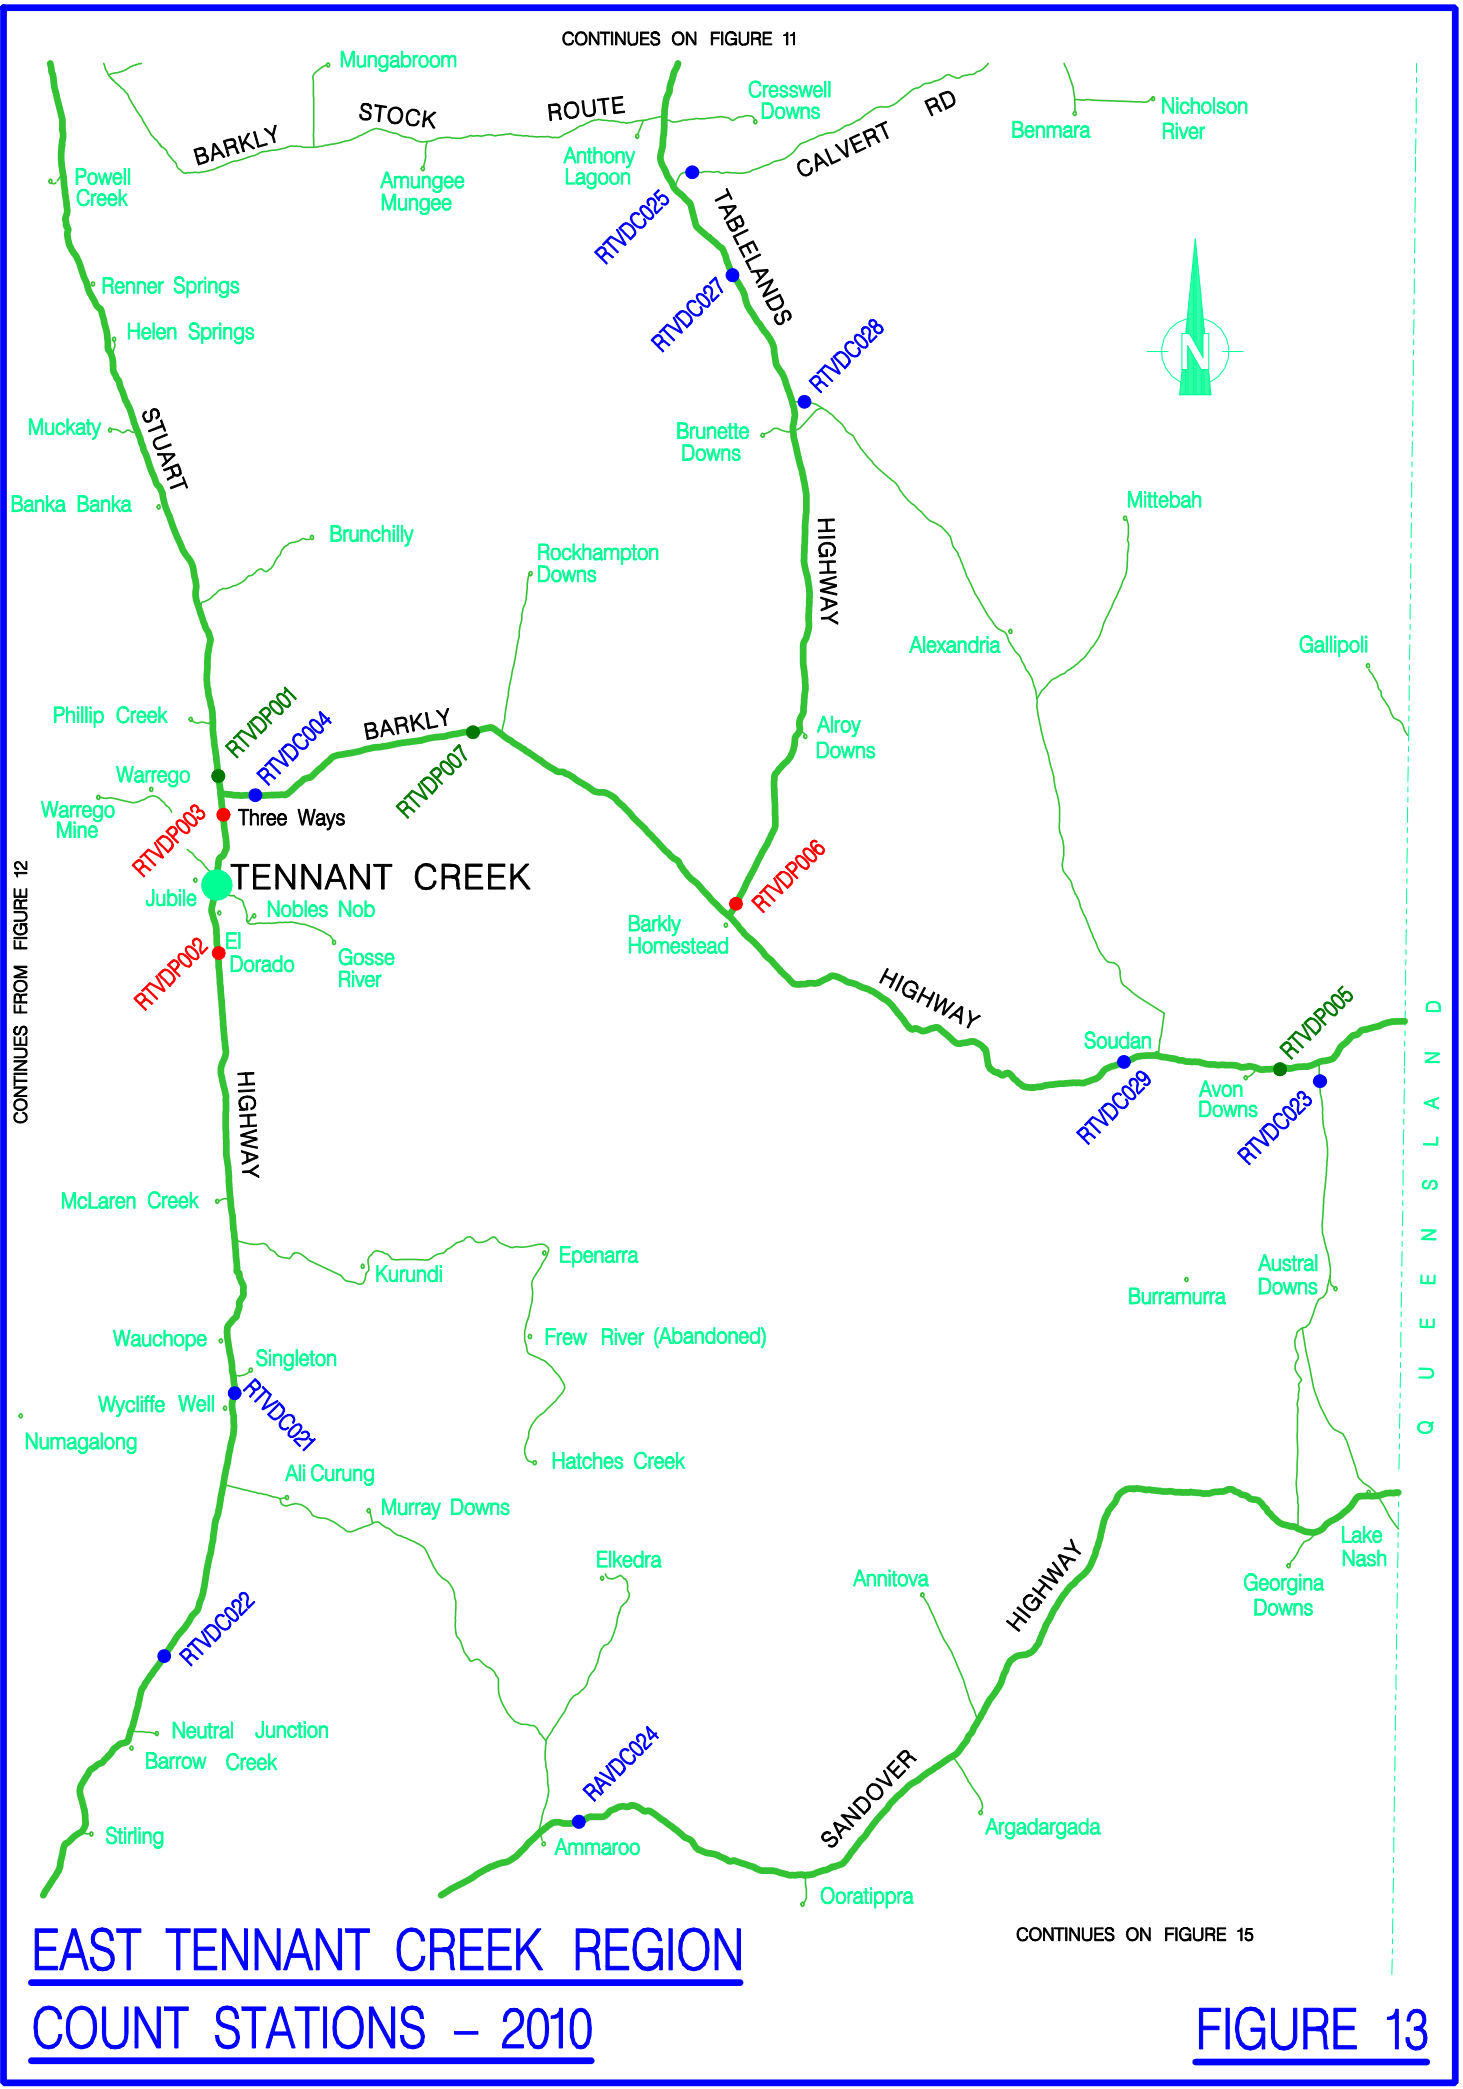 CONTINUES ON FIGURE 11
Mungabroom
BARKLY STOCK ROUTE
Cresswell
Downs
CALVERT RD
Nicholson
River
Benmara
Anthony
Lagoon
Amungee
Mungee
Powell
Creek
RTVDC025
TABLELANDS
RTVDC027
Renner Springs
Helen Springs
RTVDC028
N
STUART
Muckaty
Brunette
Downs
Banka Banka
Mittebah
Brunchilly
HIGHWAY
Rockhampton
Downs
Alexandria
Gallipoli
Phillip Creek
RTVDP001
RTVDC004
BARKLY
RTVDP007
Alroy
Downs
Warrego
Warrego
Mine
RTVDP003
Three Ways
TENNANT CREEK
RTVDP006
Jubile
Nobles Nob
Barkly
Homestead
El
Dorado
Gosse
River
RTVDP002
CONTINUES FROM FIGURE 12
HIGHWAY
RTVDP005
Soudan
RTVDC029
Avon
Downs
RTVDC023
QUEENSLAND
HIGHWAY
McLaren Creek
Epenarra
Kurundi
Austral
Downs
Burramurra
Wauchope
Frew River (Abandoned)
Singleton
Wycliffe Well
RTVDC021
Numagalong
Hatches Creek
Ali Curung
Murray Downs
Lake
Nash
Elkedra
Annitova
HIGHWAY
Georgina
Downs
RTVDC022
Neutral Junction
Barrow Creek
RAVDC024
SANDOVER
Stirling
Ammaroo
Argadargada
Ooratippra
CONTINUES ON FIGURE 15
EAST TENNANT CREEK REGION
COUNT STATIONS – 2010
FIGURE 13